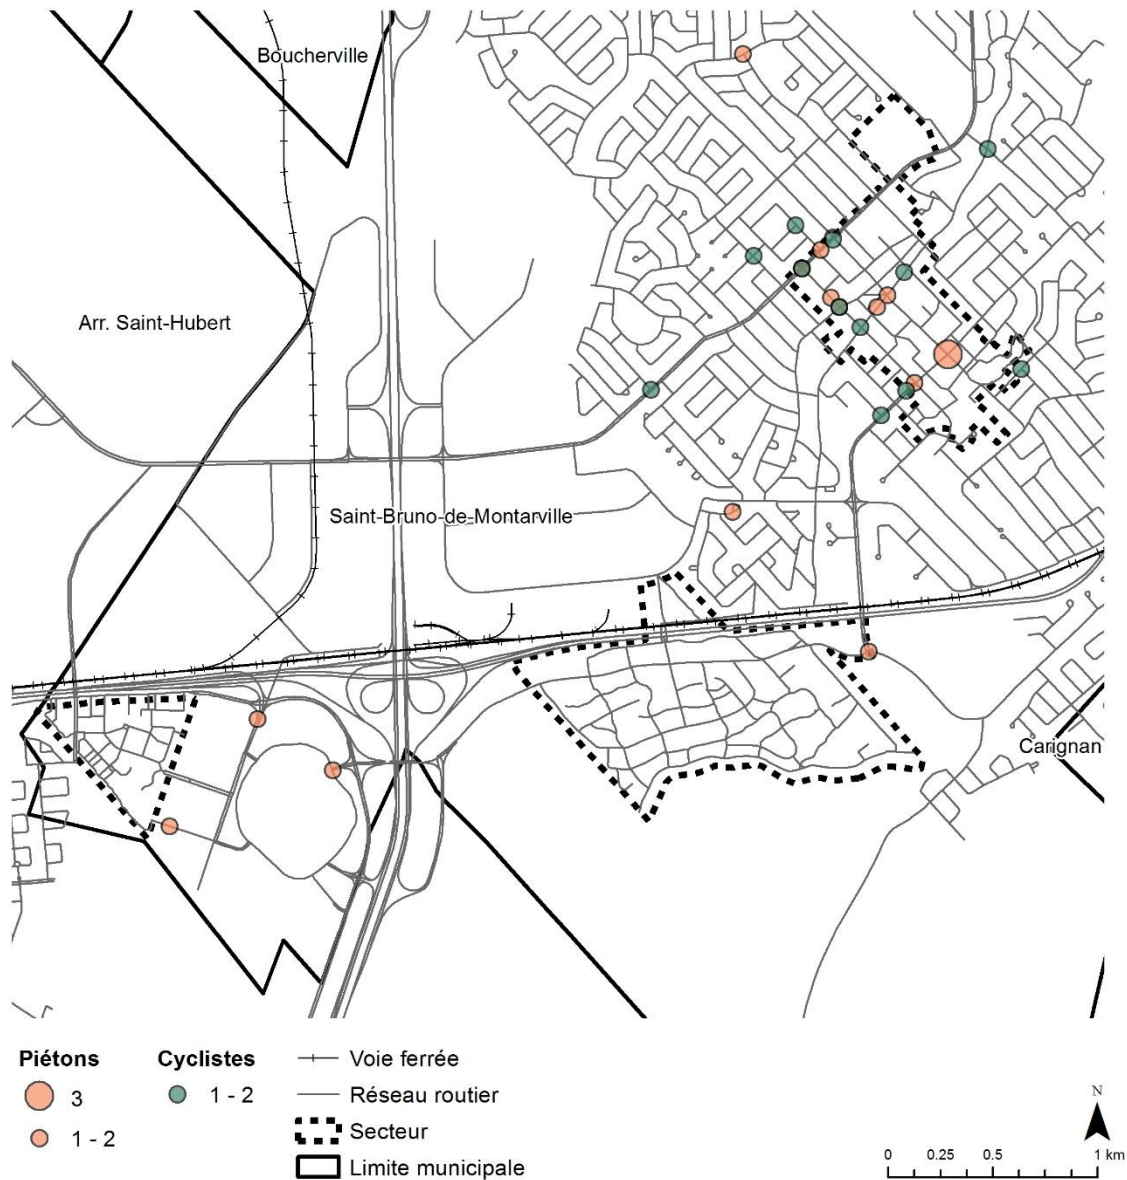 Boucherville
Arr. Saint-Hubert
Saint-Bruno-de-Montarville
Carignan
Piétons
3
1 - 2
Cyclistes
1 - 2
Voie ferrée
Réseau routier
Secteur
Limite municipale
N
0 0.25 0.5 1 km